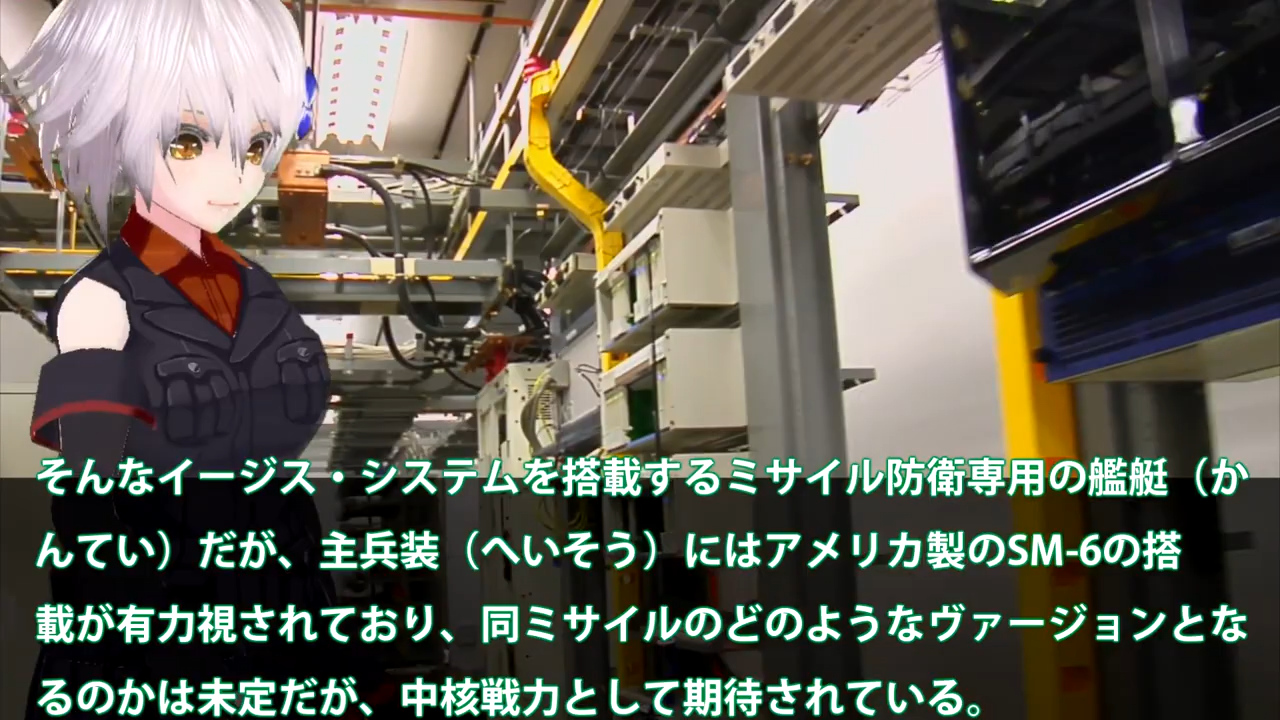 そんなイージス・システムを搭載するミサイル防衛専用の艦艇（か
んてい）だが、主兵装（へいそう）にはアメリカ製のSM-6の搭
載が有力視されており、同ミサイルのどのようなヴァージョンとな
るのかは未定だが、中核戦力として期待されている。